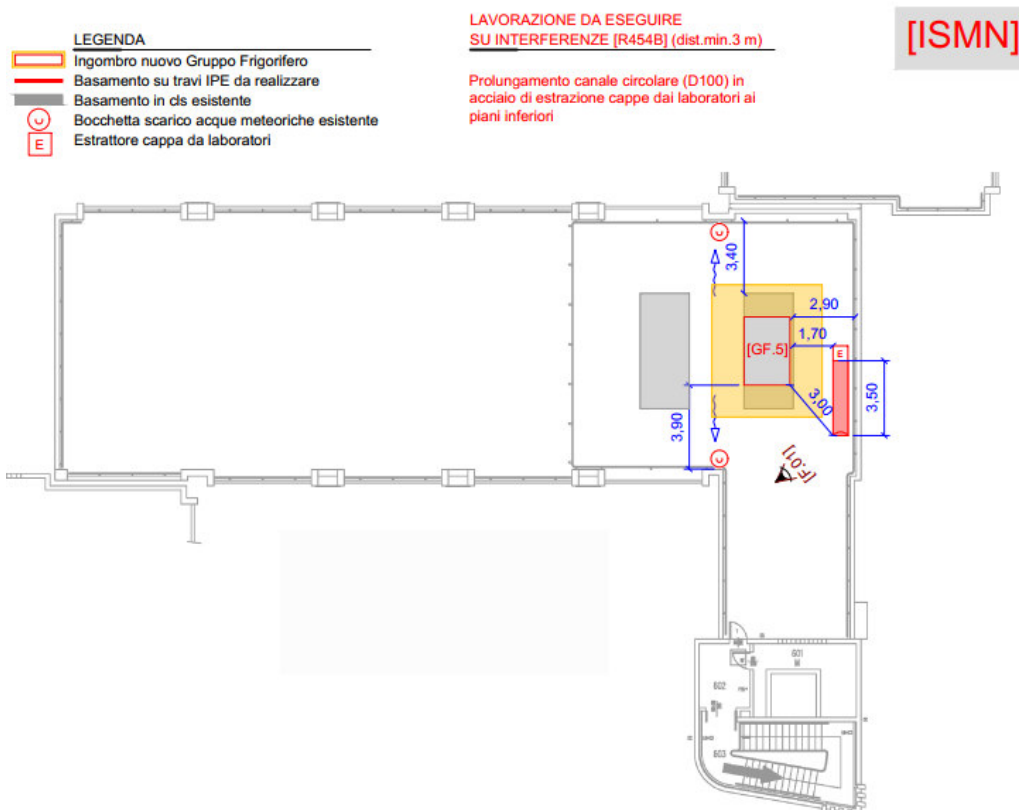 LEGENDA
Ingombro nuovo Gruppo Frigorifero
Basamento su travi IPE da realizzare
Basamento in cls esistente
Bocchetta scarico acque meteoriche esistente
E
Estrattore cappa da laboratori
LAVORAZIONE DA ESEGUIRE
SU INTERFERENZE [R454B] (dist.min.3 m)
Prolungamento canale circolare (D100) in
acciaio di estrazione cappe dai laboratori ai
piani inferiori
[ISMN]
3,40
2,90
1,70
[GF.5]
E
3,00
3,50
3,90
[F.01]
601
602
603